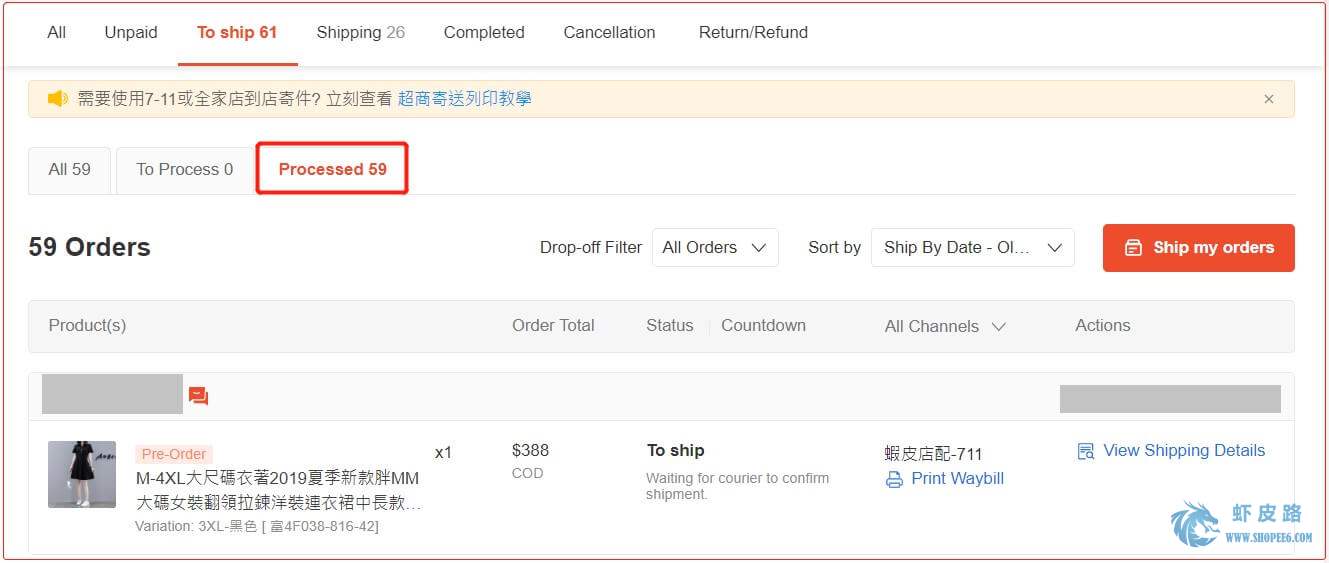 All Unpaid To ship 61 Shipping 26 Completed Cancellation Return/Refund
需要使用7-11或全家店到店寄件? 立刻查看 超商寄送列印教學
All 59 To Process 0 Processed 59
59 Orders Drop-off Filter All Orders Sort by Ship By Date - Ol... Ship my orders
Product(s) Order Total Status Countdown All Channels Actions
Pre-Order x1 $388 To ship 蝦皮店配-711 View Shipping Details
M-4XL大尺碼衣著2019夏季新款胖MM COD Waiting for courier to confirm Print Waybill
大碼女裝翻領拉鍊洋裝連衣裙中長款... shipment.
Variation: 3XL-黑色 [ 富4F038-816-42]
虾皮路
WWW.SHOPEE6.COM